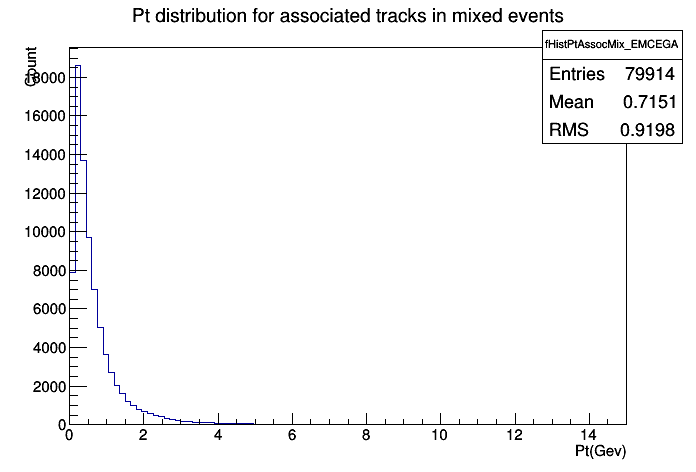 Pt distribution for associated tracks in mixed events
fHistPtAssocMix_EMCEGA
Entries 79914
Mean 0.7151
RMS 0.9198
Count
18000
16000
14000
12000
10000
8000
6000
4000
2000
0
0 2 4 6 8 10 12 14
Pt(Gev)